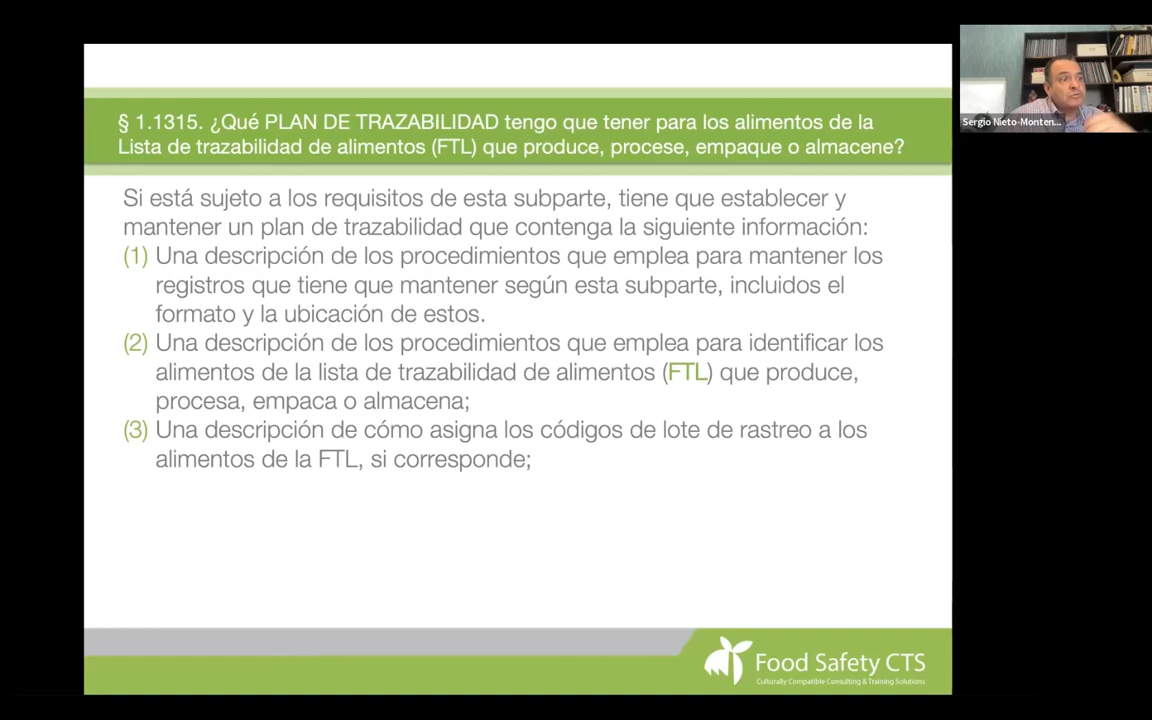 § 1.1315. ¿Qué PLAN DE TRAZABILIDAD tengo que tener para los alimentos de la
Lista de trazabilidad de alimentos (FTL) que produce, procese, empaque o almacene?
Si está sujeto a los requisitos de esta subparte, tiene que establecer y
mantener un plan de trazabilidad que contenga la siguiente información:
(1) Una descripción de los procedimientos que emplea para mantener los
registros que tiene que mantener según esta subparte, incluidos el
formato y la ubicación de estos.
(2) Una descripción de los procedimientos que emplea para identificar los
alimentos de la lista de trazabilidad de alimentos (FTL) que produce,
procesa, empaca o almacena;
(3) Una descripción de cómo asigna los códigos de lote de rastreo a los
alimentos de la FTL, si corresponde;
Sergio Nieto-Monten...
Food Safety CTS
Culturally Compatible Consulting & Training Solutions